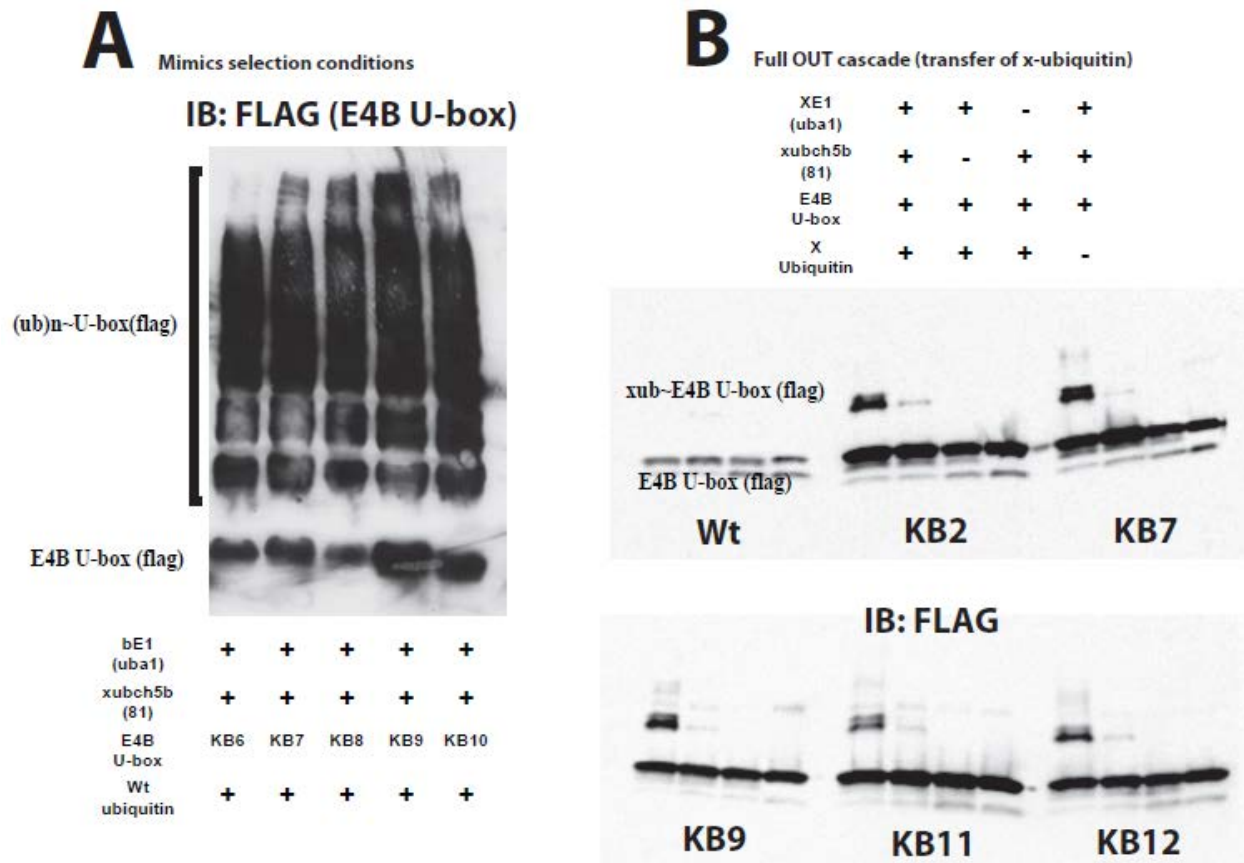 A Mimics selection conditions
IB: FLAG (E4B U-box)
(ub)n~U-box(flag)
E4B U-box (flag)
bE1 + + + + +
(uba1)
xubch5b + + + + +
(81)
E4B KB6 KB7 KB8 KB9 KB10
U-box
Wt + + + + +
ubiquitin
B Full OUT cascade (transfer of x-ubiquitin)
XE1 + + - +
(uba1)
xubch5b + - + +
(81)
E4B + + + +
U-box
X + + + -
Ubiquitin
xub~E4B U-box (flag)
E4B U-box (flag)
Wt KB2 KB7
IB: FLAG
KB9 KB11 KB12